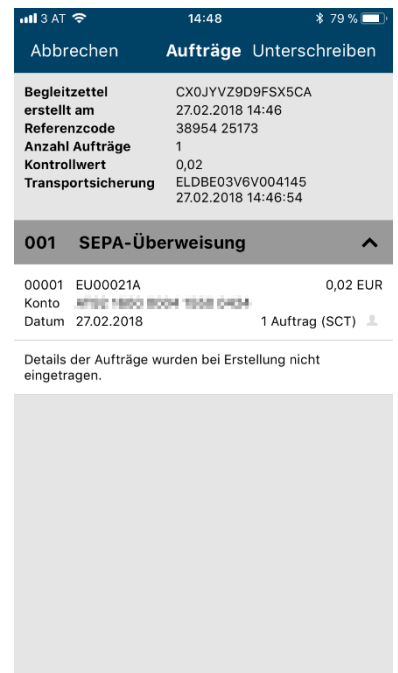 3 AT 14:48 79 %
Abbrechen Aufträge Unterschreiben
Begleitzettel CX0JYVZ9D9FSX5CA
erstellt am 27.02.2018 14:46
Referenzcode 38954 25173
Anzahl Aufträge 1
Kontrollwert 0,02
Transportsicherung ELDBE03V6V004145
27.02.2018 14:46:54
001 SEPA-Überweisung
00001 EU00021A 0,02 EUR
Konto
Datum 27.02.2018 1 Auftrag (SCT)
Details der Aufträge wurden bei Erstellung nicht
eingetragen.